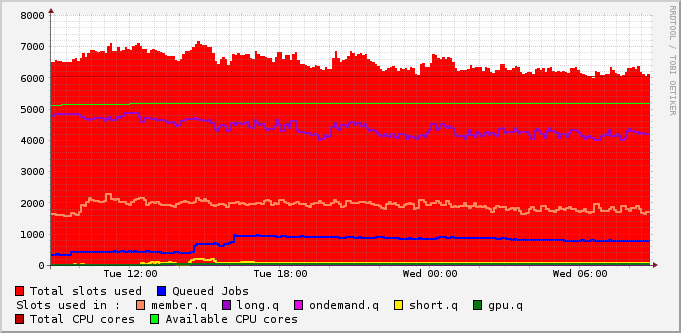 8000
7000
6000
5000
4000
3000
2000
1000
0
Tue 12:00 Tue 18:00 Wed 00:00 Wed 06:00
RRDTOOL / TOBI OETIKER
Total slots used Queued Jobs
Slots used in : member.q long.q ondemand.q short.q gpu.q
Total CPU cores Available CPU cores